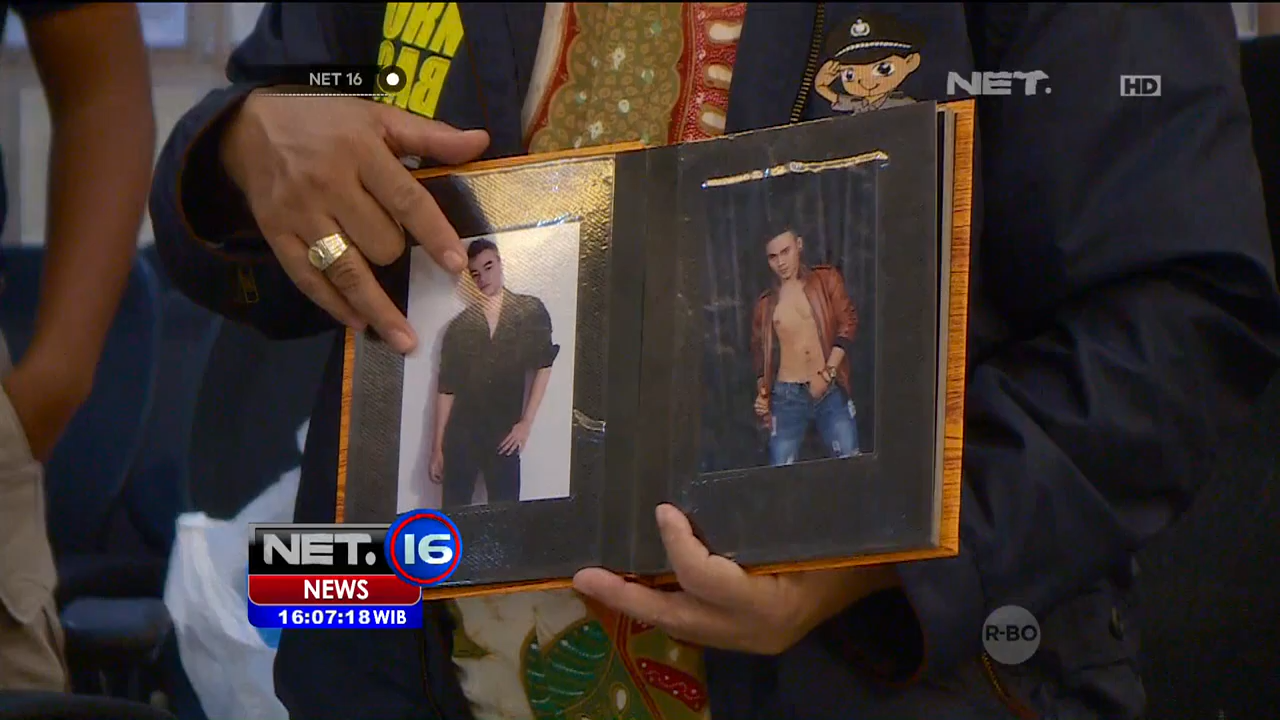 NET 16
NET.
HD
NET. 16
NEWS
16:07:18 WIB
R-BO